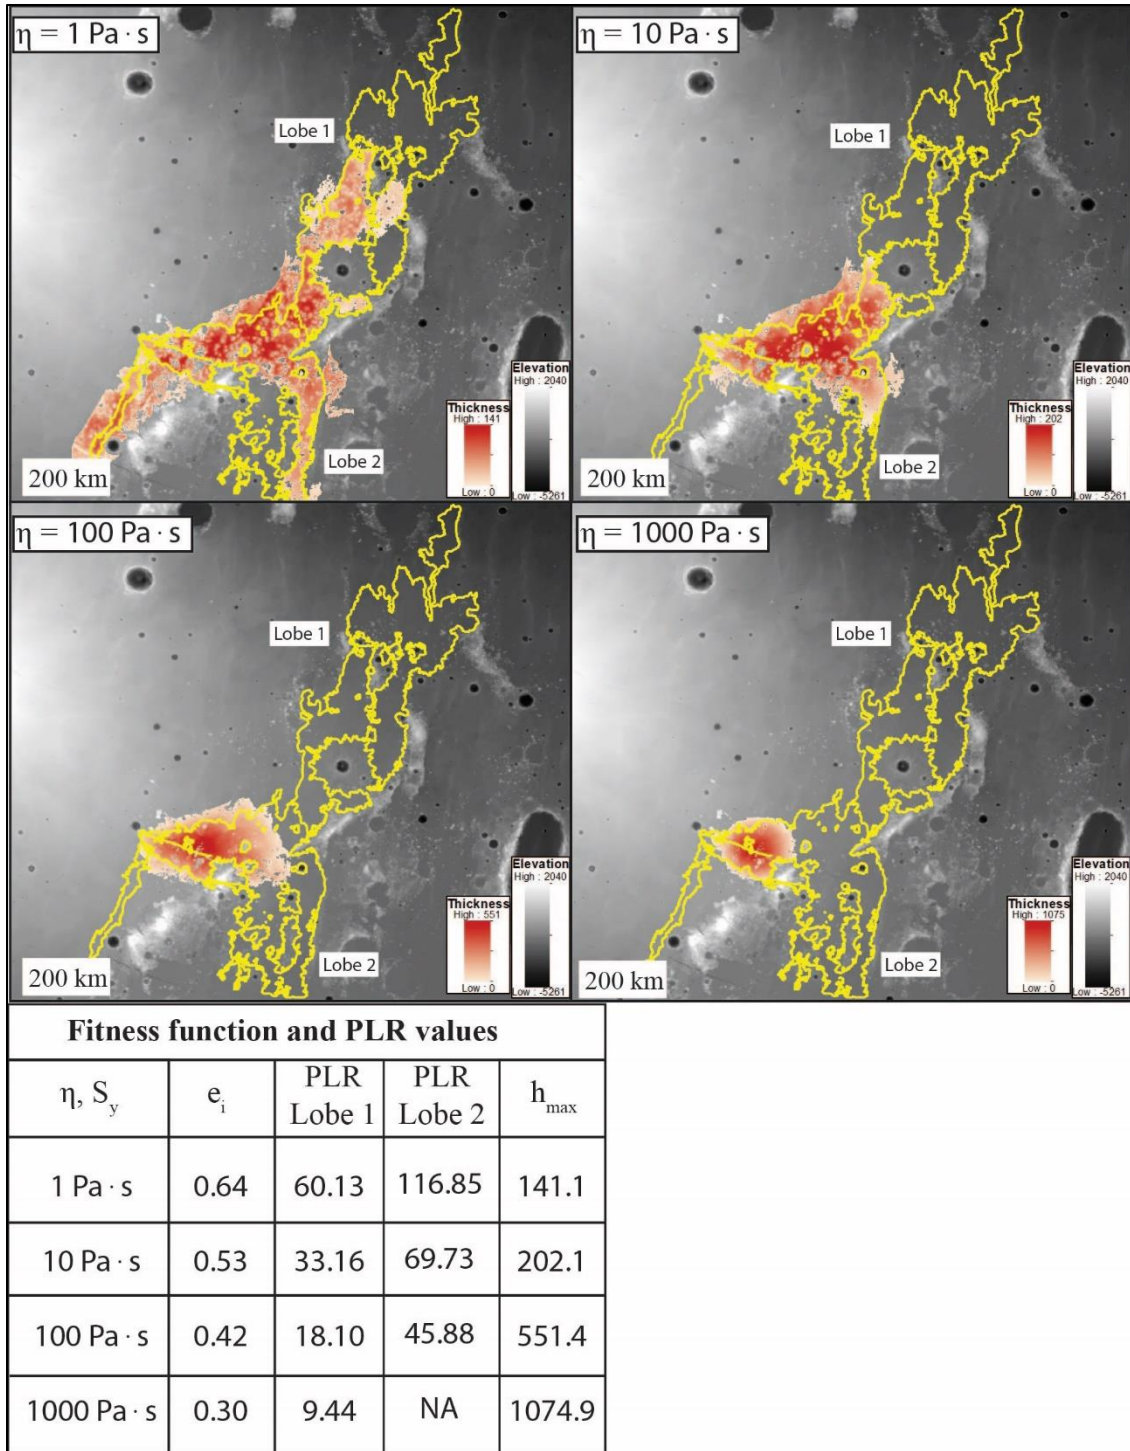 η = 1 Pa · s
Lobe 1
Lobe 2
200 km
Thickness
High : 141
Low : 0
Elevation
High : 2040
Low : -5261
η = 10 Pa · s
Lobe 1
Lobe 2
200 km
Thickness
High : 202
Low : 0
Elevation
High : 2040
Low : -5261
η = 100 Pa · s
Lobe 1
Lobe 2
200 km
Thickness
High : 551
Low : 0
Elevation
High : 2040
Low : -5261
η = 1000 Pa · s
Lobe 1
Lobe 2
200 km
Thickness
High : 1075
Low : 0
Elevation
High : 2040
Low : -5261
Fitness function and PLR values
η, S_y e_i PLR Lobe 1 PLR Lobe 2 h_max
1 Pa · s 0.64 60.13 116.85 141.1
10 Pa · s 0.53 33.16 69.73 202.1
100 Pa · s 0.42 18.10 45.88 551.4
1000 Pa · s 0.30 9.44 NA 1074.9